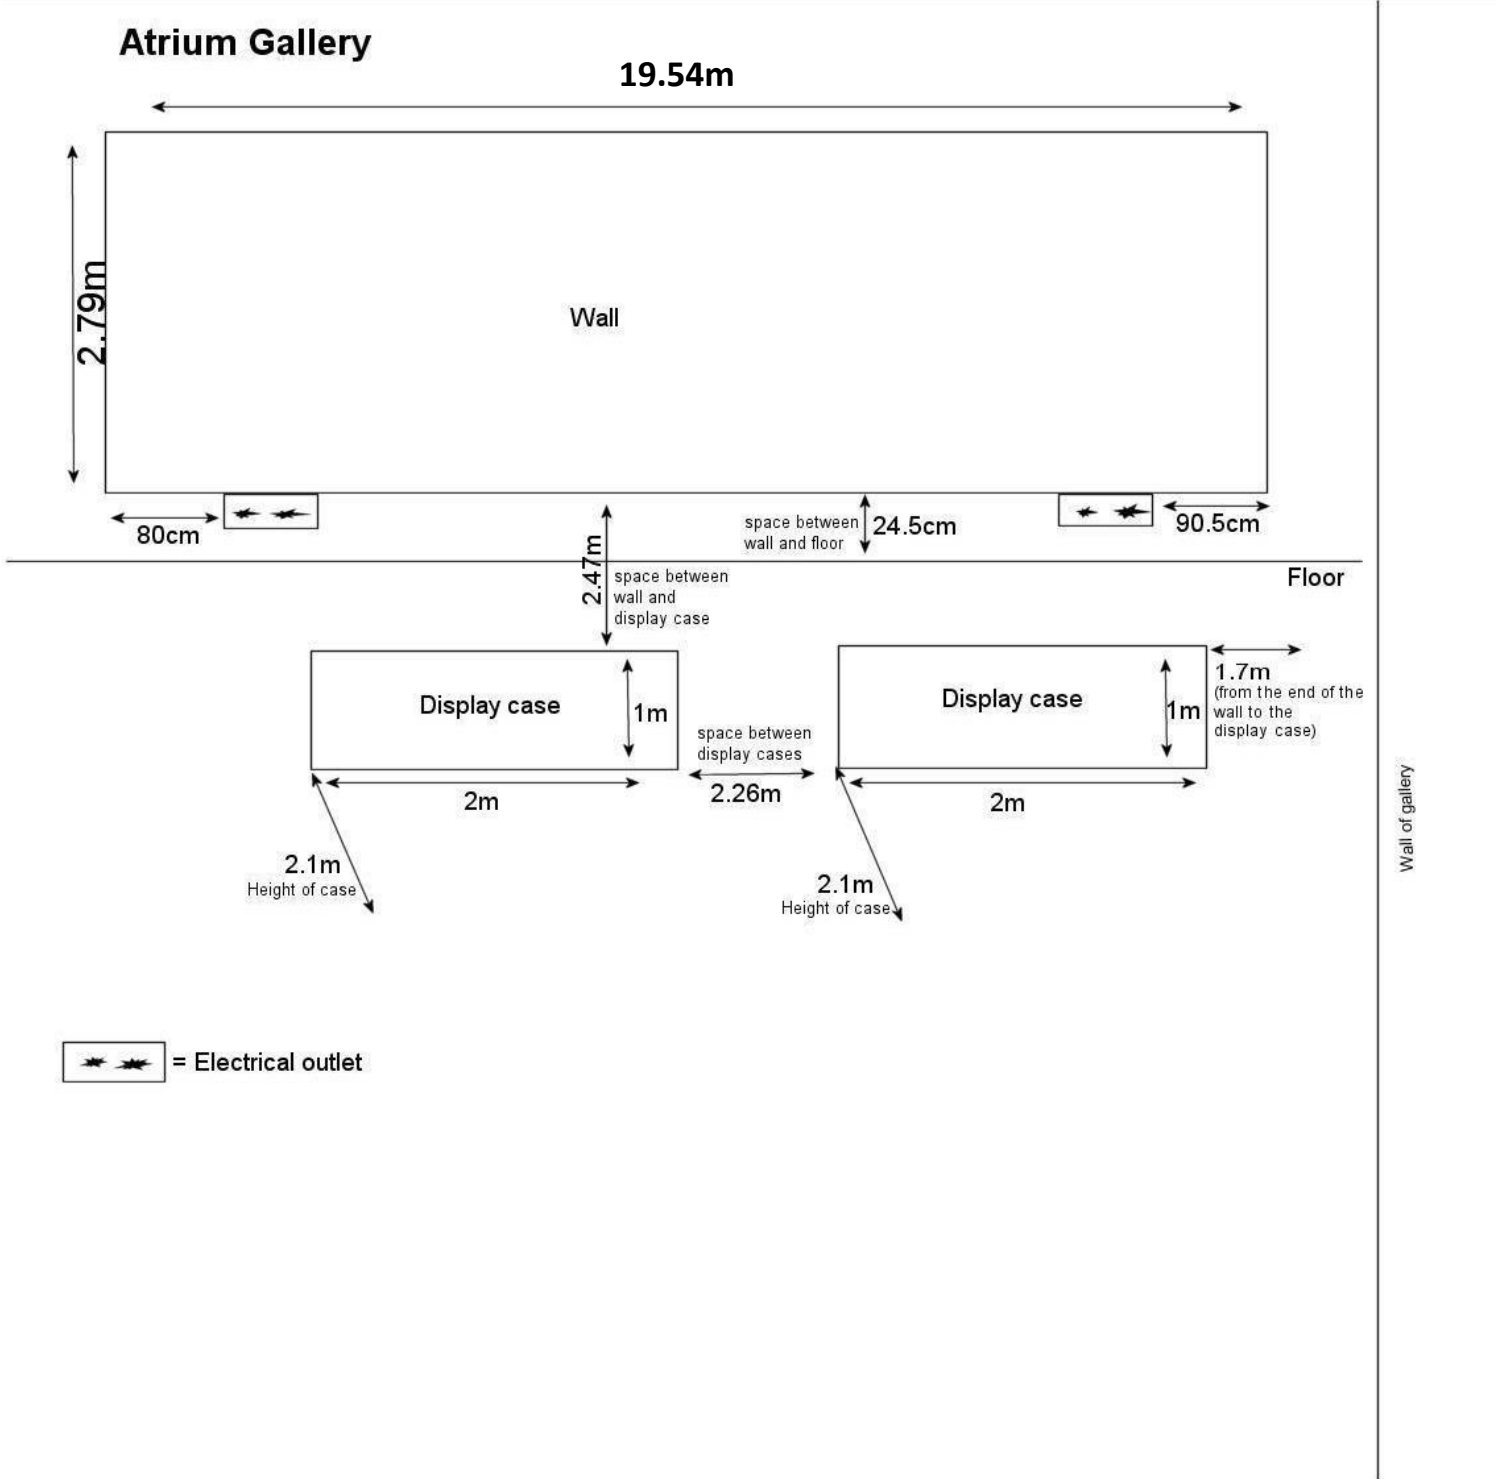 Atrium Gallery
19.54m
2.79m
Wall
80cm
2.47m
space between
wall and
display case
space between
wall and floor
24.5cm
90.5cm
Floor
Display case
1m
2m
space between
display cases
2.26m
Display case
1m
2m
1.7m
(from the end of the
wall to the
display case)
2.1m
Height of case
2.1m
Height of case
Wall of gallery
= Electrical outlet